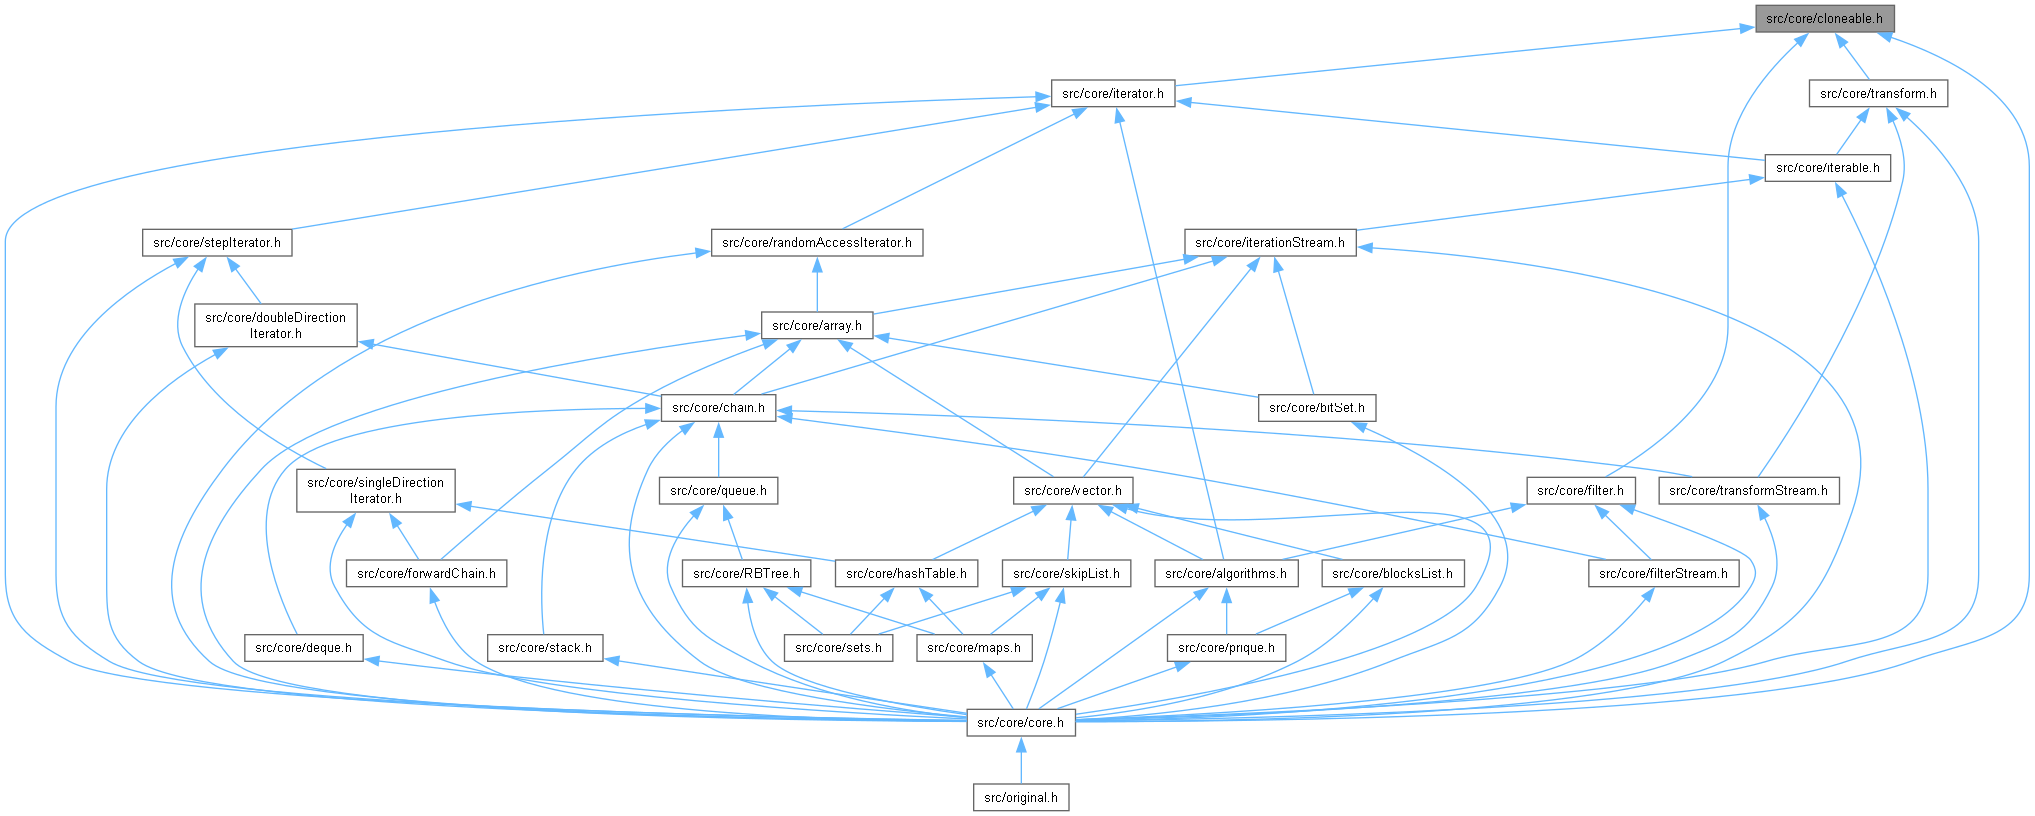 src/core/cloneable.h
src/core/iterator.h
src/core/transform.h
src/core/iterable.h
src/core/stepIterator.h
src/core/randomAccessIterator.h
src/core/iterationStream.h
src/core/doubleDirection
Iterator.h
src/core/array.h
src/core/chain.h
src/core/bitSet.h
src/core/singleDirection
Iterator.h
src/core/queue.h
src/core/vector.h
src/core/filter.h
src/core/transformStream.h
src/core/forwardChain.h
src/core/RBTree.h
src/core/hashTable.h
src/core/skipList.h
src/core/algorithms.h
src/core/blocksList.h
src/core/filterStream.h
src/core/deque.h
src/core/stack.h
src/core/sets.h
src/core/maps.h
src/core/prique.h
src/core/core.h
src/original.h